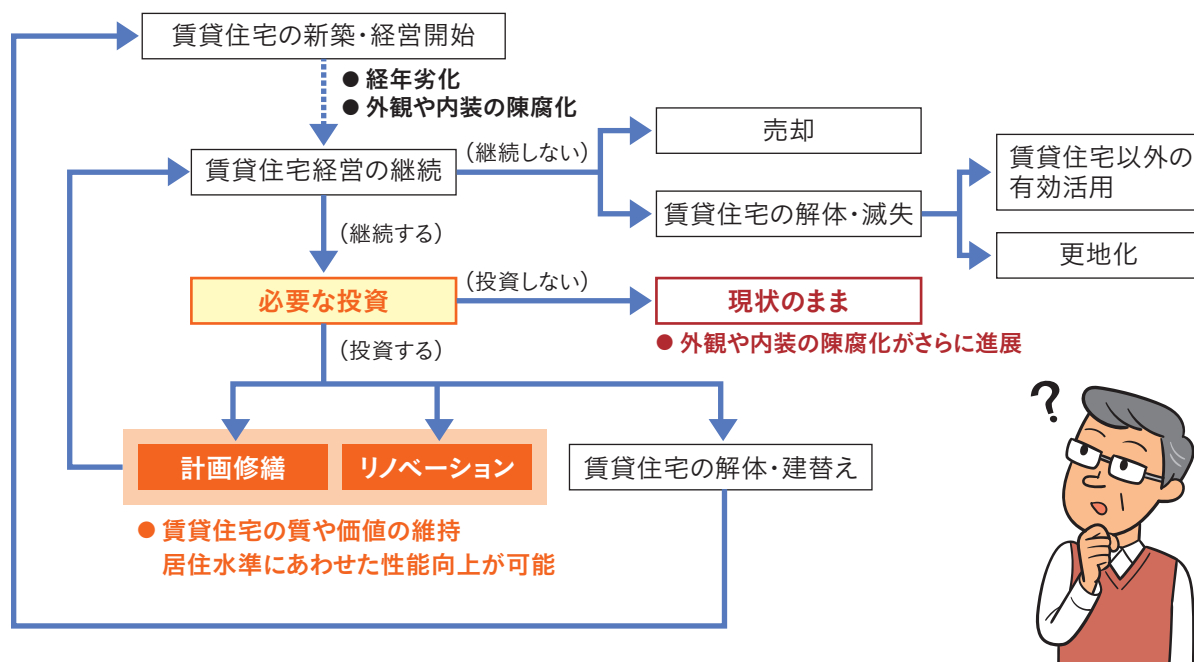 賃貸住宅の新築・経営開始
● 経年劣化
● 外観や内装の陳腐化
賃貸住宅経営の継続
(継続しない)
売却
賃貸住宅の解体・滅失
賃貸住宅以外の
有効活用
更地化
(継続する)
必要な投資
(投資しない)
現状のまま
● 外観や内装の陳腐化がさらに進展
(投資する)
計画修繕
リノベーション
賃貸住宅の解体・建替え
● 賃貸住宅の質や価値の維持
居住水準にあわせた性能向上が可能
?